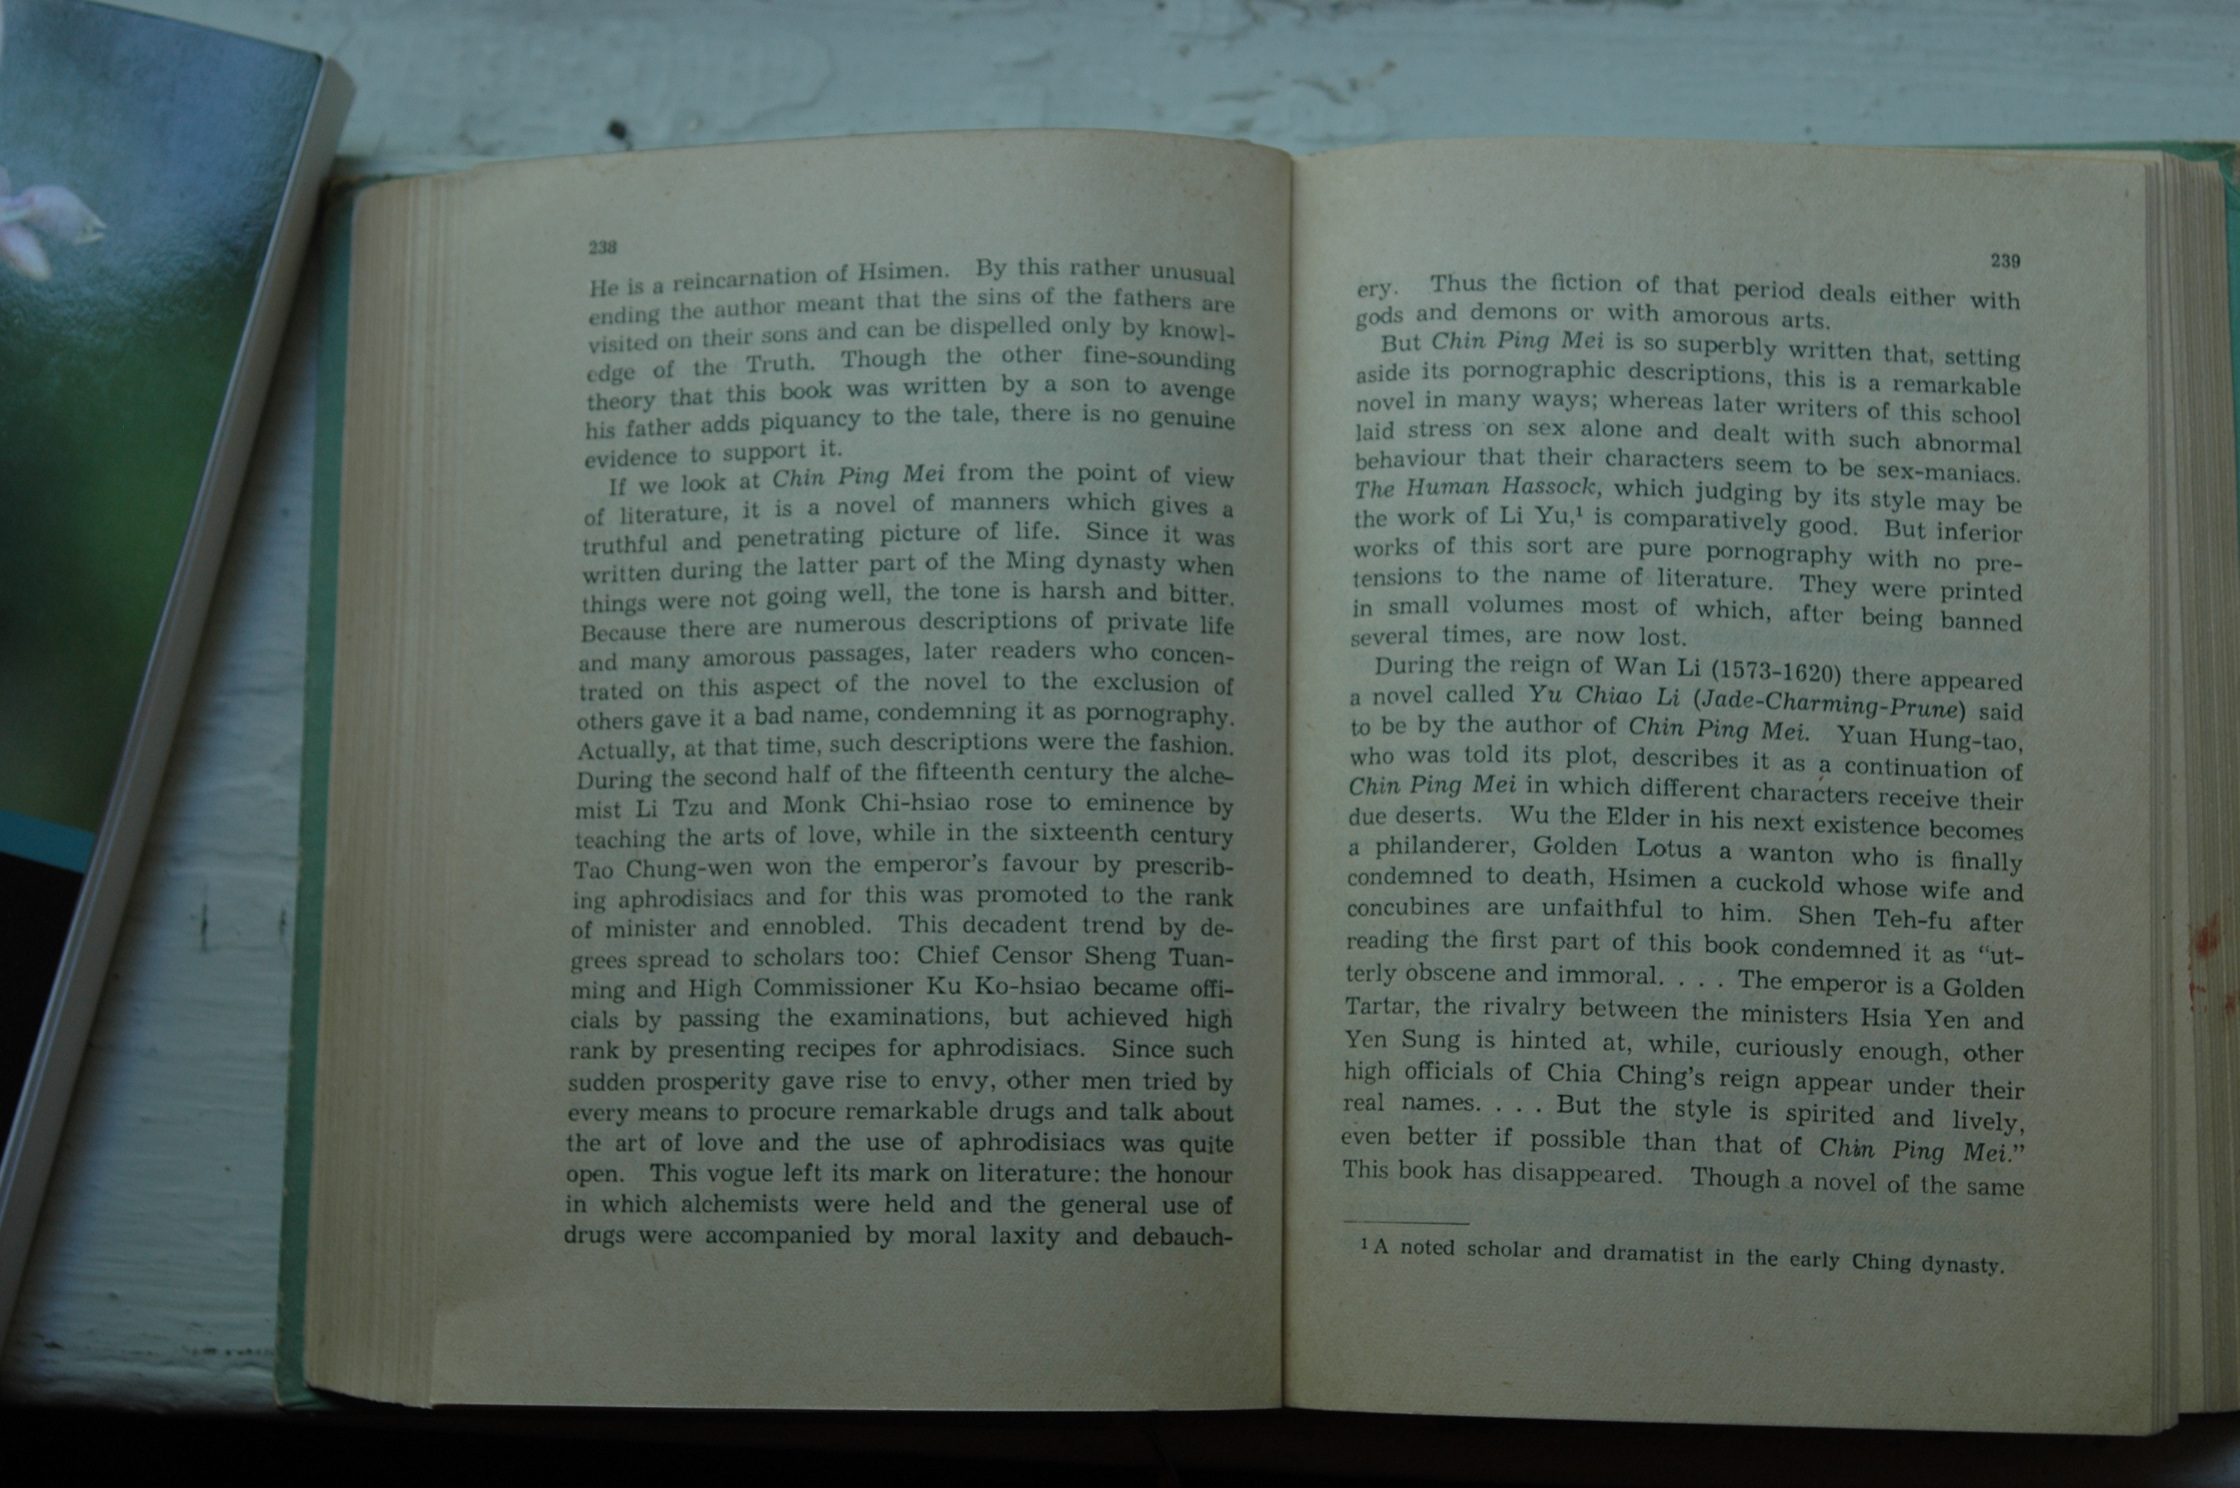 238
He is a reincarnation of Hsimen. By this rather unusual
ending the author meant that the sins of the fathers are
visited on their sons and can be dispelled only by knowl-
edge of the Truth. Though the other fine-sounding
theory that this book was written by a son to avenge
his father adds piquancy to the tale, there is no genuine
evidence to support it.
If we look at Chin Ping Mei from the point of view
of literature, it is a novel of manners which gives a
truthful and penetrating picture of life. Since it was
written during the latter part of the Ming dynasty when
things were not going well, the tone is harsh and bitter.
Because there are numerous descriptions of private life
and many amorous passages, later readers who concen-
trated on this aspect of the novel to the exclusion of
others gave it a bad name, condemning it as pornography.
Actually, at that time, such descriptions were the fashion.
During the second half of the fifteenth century the alche-
mist Li Tzu and Monk Chi-hsiao rose to eminence by
teaching the arts of love, while in the sixteenth century
Tao Chung-wen won the emperor's favour by prescrib-
ing aphrodisiacs and for this was promoted to the rank
of minister and ennobled. This decadent trend by de-
grees spread to scholars too: Chief Censor Sheng Tuan-
ming and High Commissioner Ku Ko-hsiao became offi-
cials by passing the examinations, but achieved high
rank by presenting recipes for aphrodisiacs. Since such
sudden prosperity gave rise to envy, other men tried by
every means to procure remarkable drugs and talk about
the art of love and the use of aphrodisiacs was quite
open. This vogue left its mark on literature: the honour
in which alchemists were held and the general use of
drugs were accompanied by moral laxity and debauch-
239
ery. Thus the fiction of that period deals either with
gods and demons or with amorous arts.
But Chin Ping Mei is so superbly written that, setting
aside its pornographic descriptions, this is a remarkable
novel in many ways; whereas later writers of this school
laid stress on sex alone and dealt with such abnormal
behaviour that their characters seem to be sex-maniacs.
The Human Hassock, which judging by its style may be
the work of Li Yu,¹ is comparatively good. But inferior
works of this sort are pure pornography with no pre-
tensions to the name of literature. They were printed
in small volumes most of which, after being banned
several times, are now lost.
During the reign of Wan Li (1573-1620) there appeared
a novel called Yu Chiao Li (Jade-Charming-Prune) said
to be by the author of Chin Ping Mei. Yuan Hung-tao,
who was told its plot, describes it as a continuation of
Chin Ping Mei in which different characters receive their
due deserts. Wu the Elder in his next existence becomes
a philanderer, Golden Lotus a wanton who is finally
condemned to death, Hsimen a cuckold whose wife and
concubines are unfaithful to him. Shen Teh-fu after
reading the first part of this book condemned it as "ut-
terly obscene and immoral. . . . The emperor is a Golden
Tartar, the rivalry between the ministers Hsia Yen and
Yen Sung is hinted at, while, curiously enough, other
high officials of Chia Ching's reign appear under their
real names. . . . But the style is spirited and lively,
even better if possible than that of Chin Ping Mei."
This book has disappeared. Though a novel of the same
¹ A noted scholar and dramatist in the early Ching dynasty.